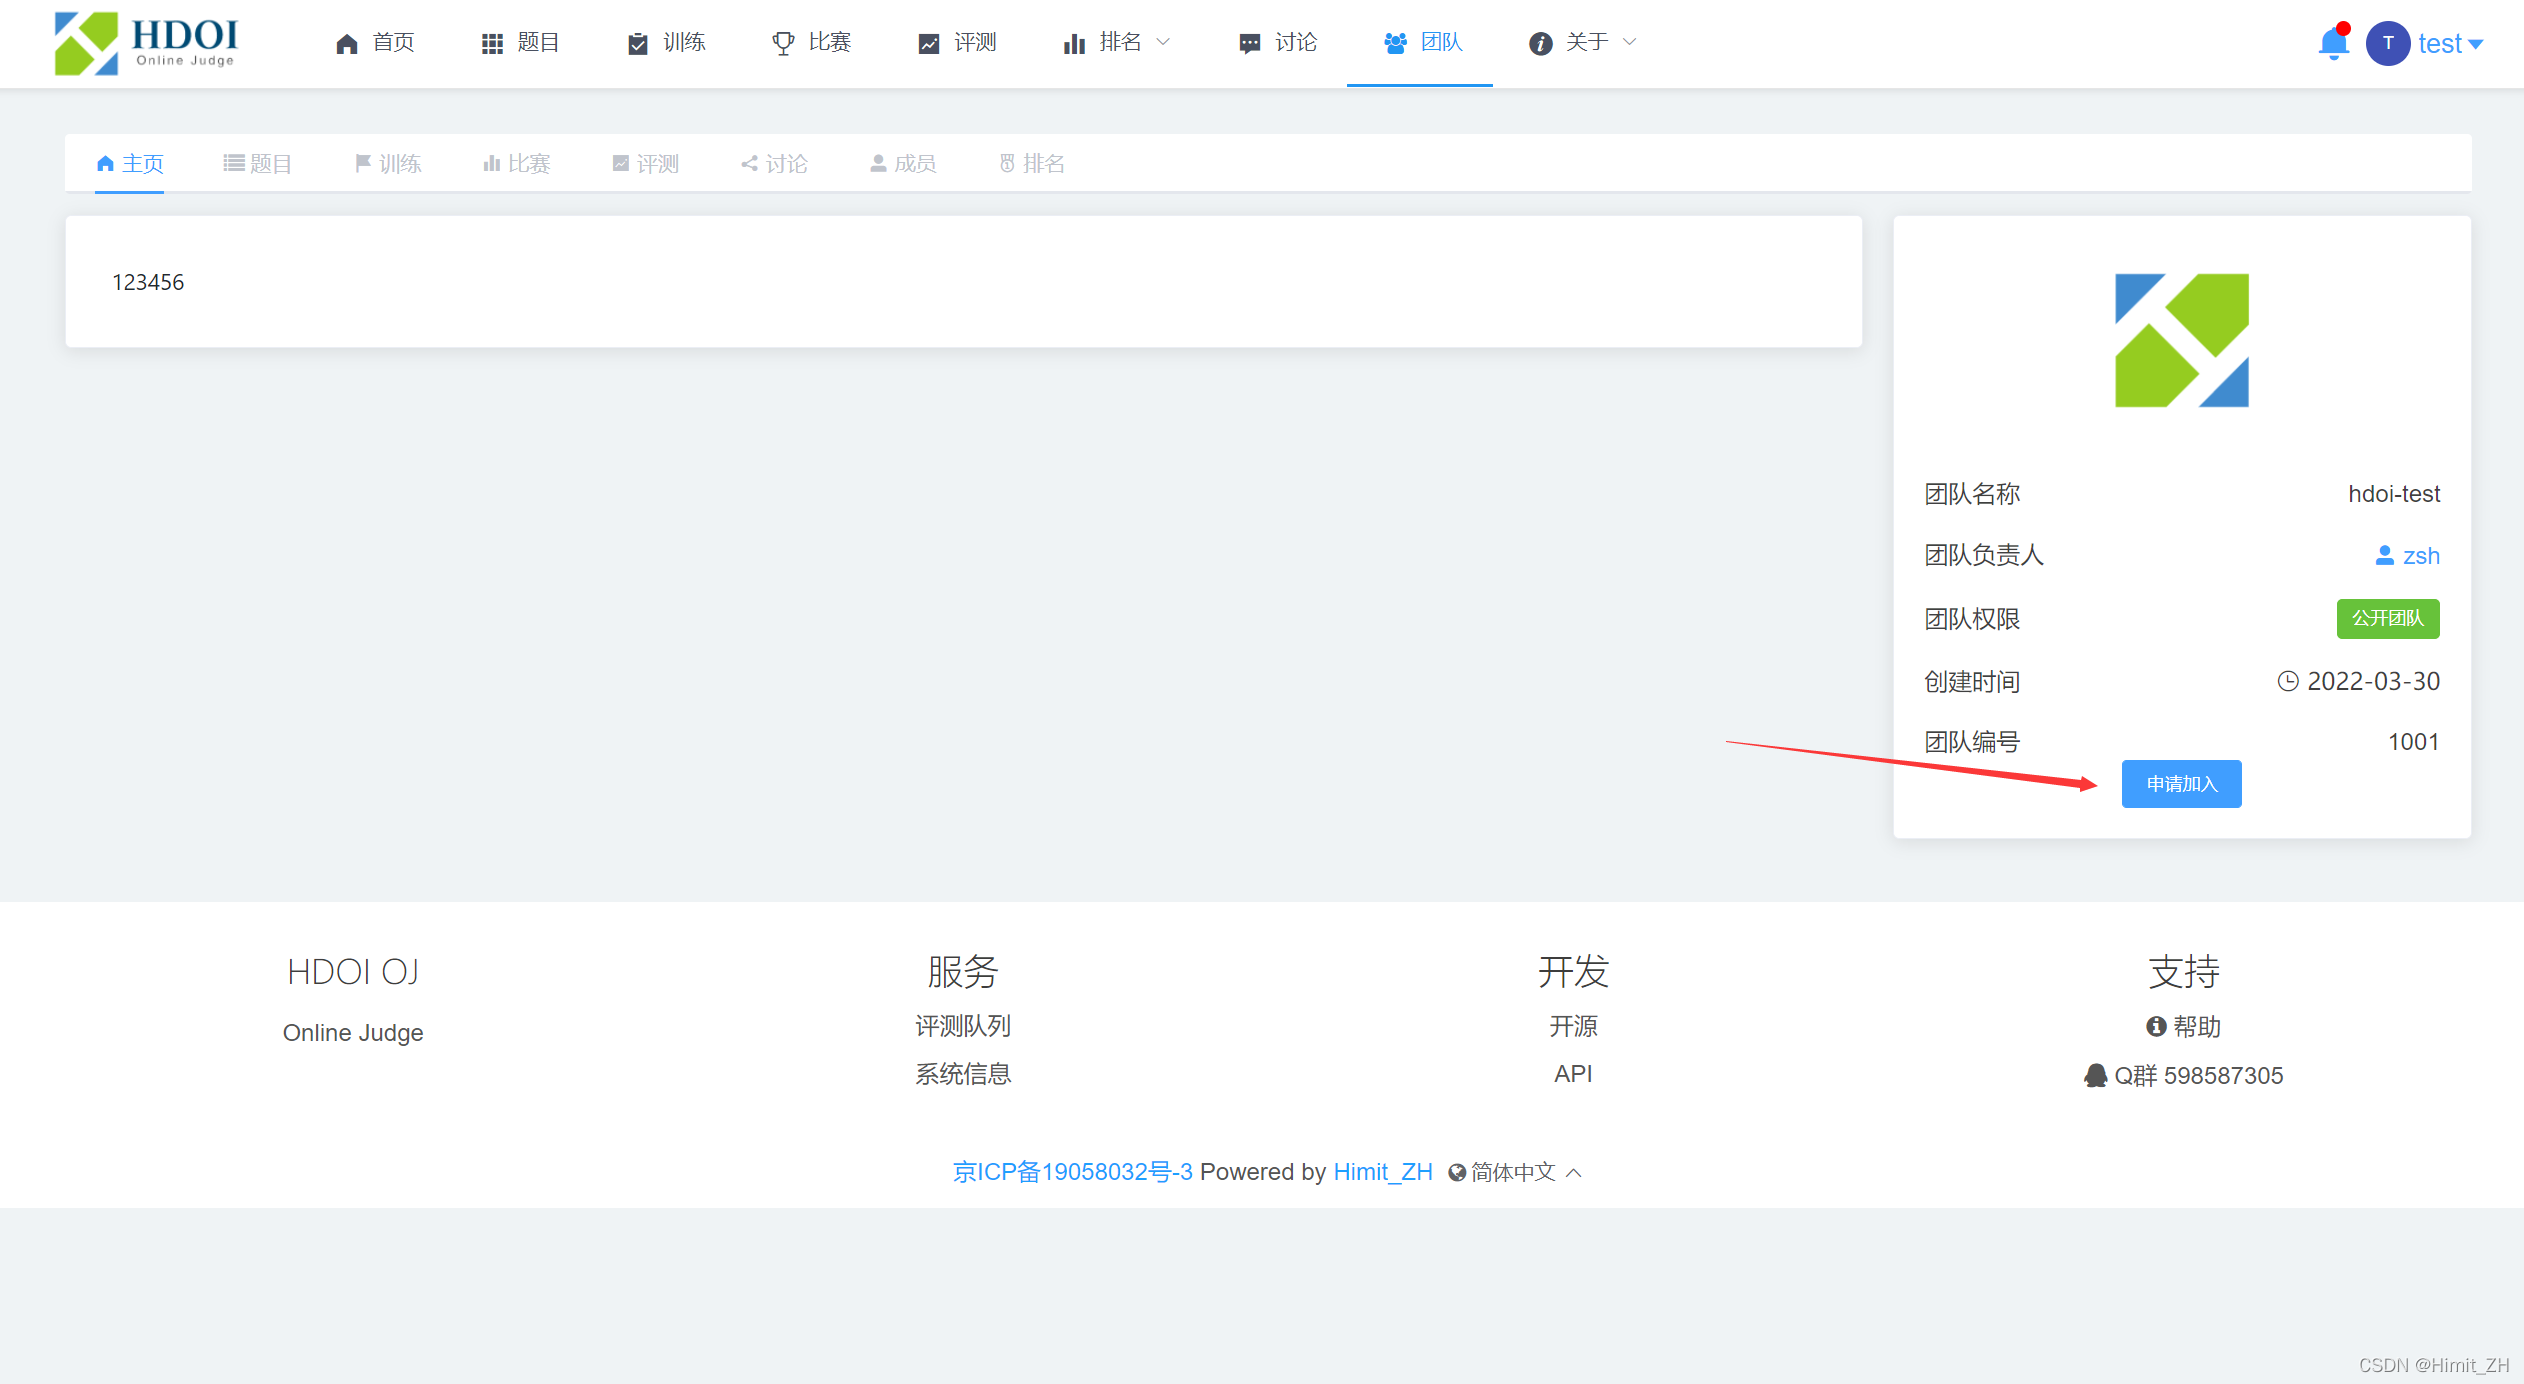 HDOI
Online Judge
首页 题目 训练 比赛 评测 排名 讨论 团队 关于
T test
主页 题目 训练 比赛 评测 讨论 成员 排名
123456
团队名称 hdoi-test
团队负责人 zsh
团队权限 公开团队
创建时间 2022-03-30
团队编号 1001
申请加入
HDOI OJ
Online Judge
服务
评测队列
系统信息
开发
开源
API
支持
帮助
Q群 598587305
京ICP备19058032号-3 Powered by Himit_ZH 简体中文
CSDN @Himit_ZH